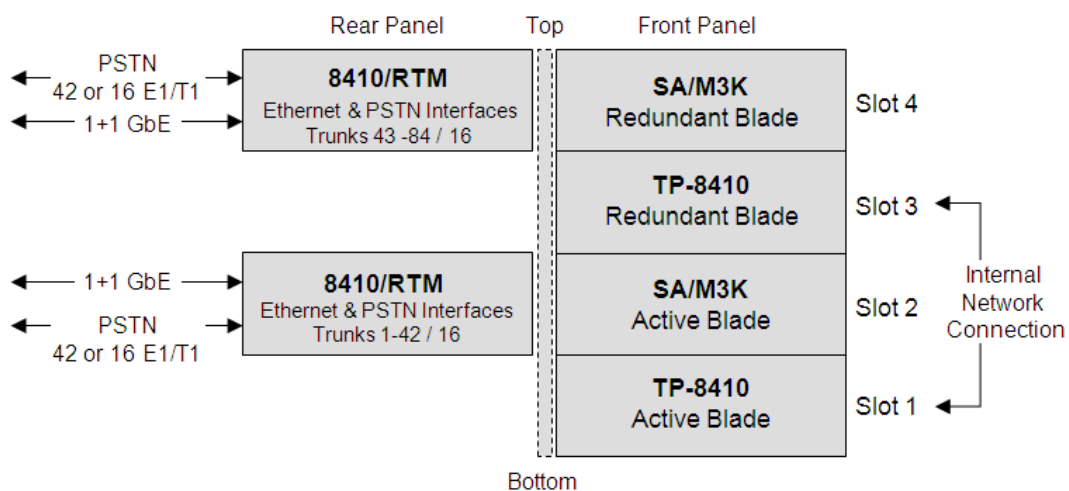 Rear Panel Top Front Panel
PSTN
42 or 16 E1/T1
1+1 GbE
8410/RTM
Ethernet & PSTN Interfaces
Trunks 43 -84 / 16
SA/M3K
Redundant Blade
Slot 4
TP-8410
Redundant Blade
Slot 3
1+1 GbE
PSTN
42 or 16 E1/T1
8410/RTM
Ethernet & PSTN Interfaces
Trunks 1-42 / 16
SA/M3K
Active Blade
Slot 2
Internal
Network
Connection
TP-8410
Active Blade
Slot 1
Bottom